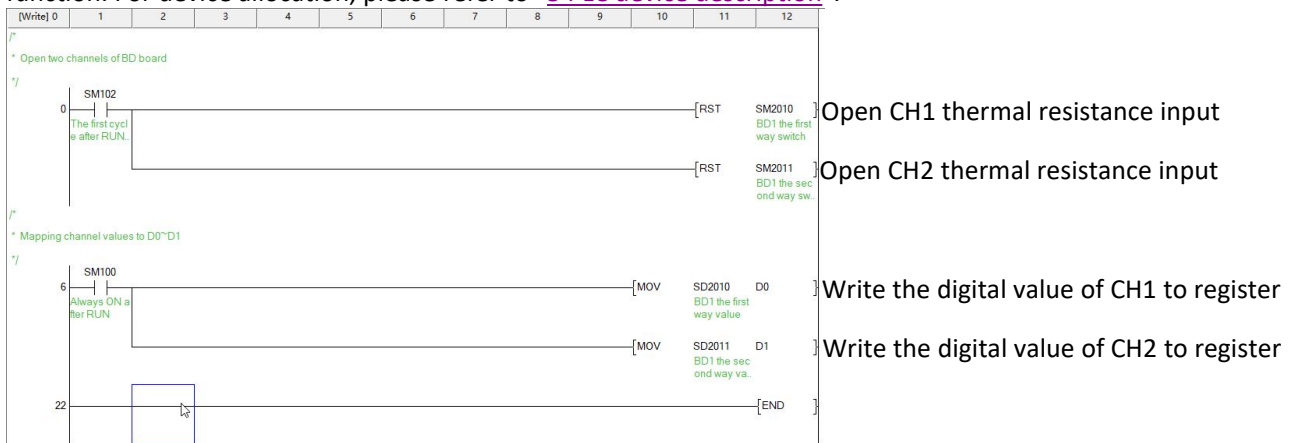 function. For device allocation, please refer to "5 PLC device description".
[Write] 0 1 2 3 4 5 6 7 8 9 10 11 12
/*
* Open two channels of BD board
*/
SM102
0 [RST SM2010 ] Open CH1 thermal resistance input
The first cycl BD1 the first
e after RUN.. way switch
[RST SM2011 ] Open CH2 thermal resistance input
BD1 the sec
ond way sw..
/*
* Mapping channel values to D0~D1
*/
SM100
6 [MOV SD2010 D0 ] Write the digital value of CH1 to register
Always ON a BD1 the first
fter RUN way value
[MOV SD2011 D1 ] Write the digital value of CH2 to register
BD1 the sec
ond way va..
22 [END ]